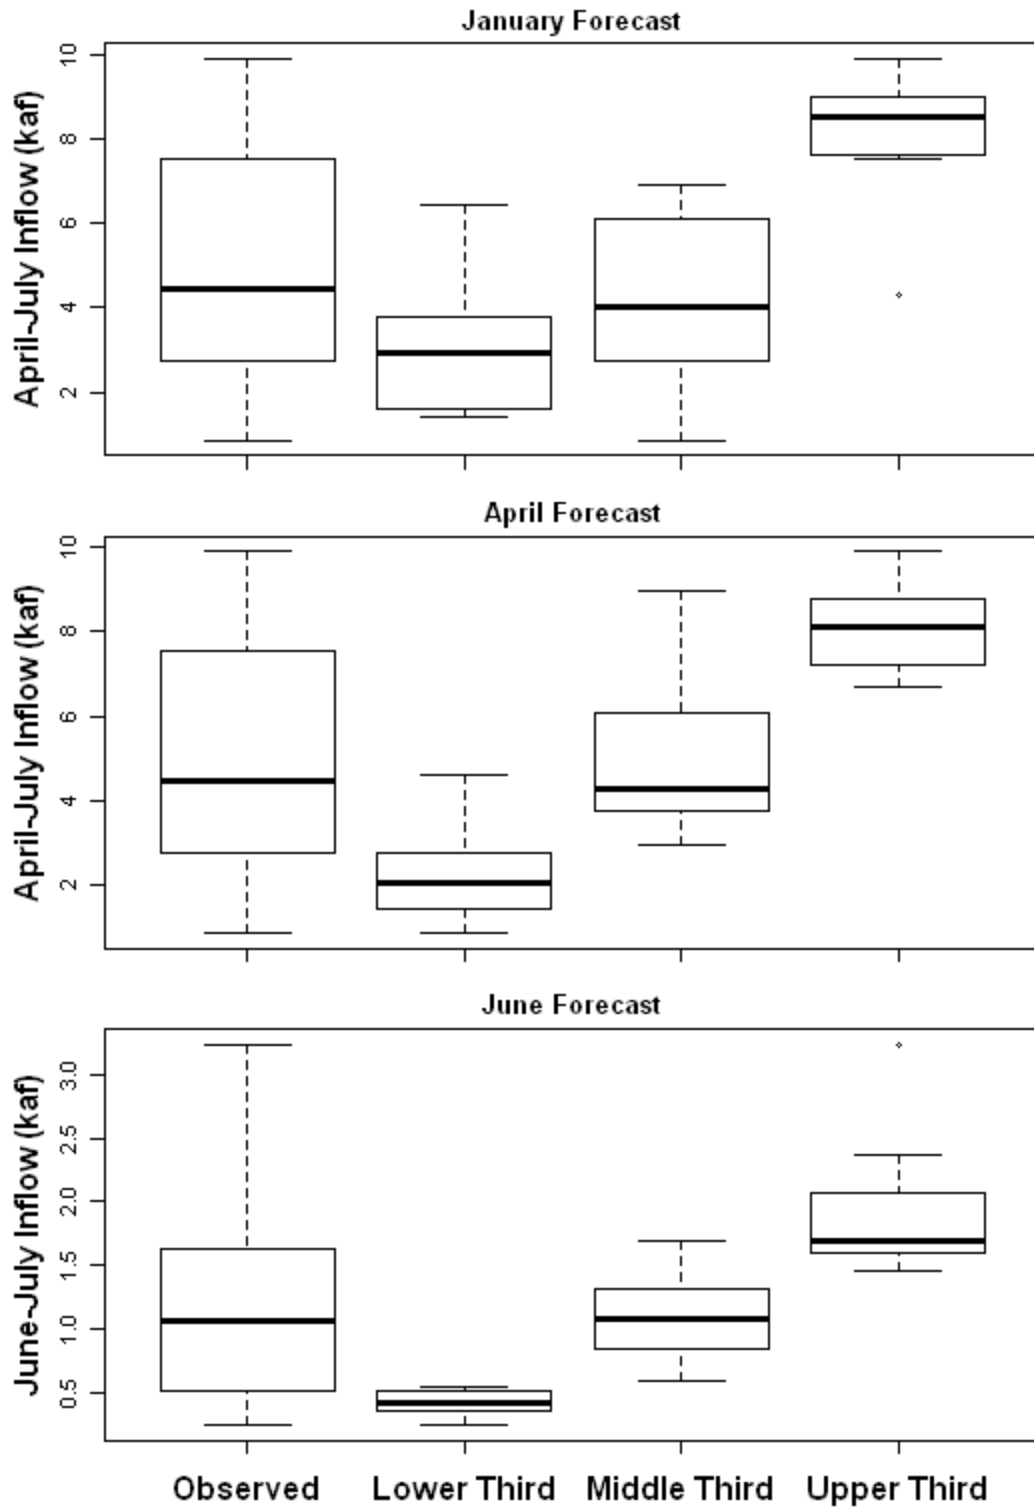 January Forecast
April-July Inflow (kaf)
10
8
6
4
2
April Forecast
April-July Inflow (kaf)
10
8
6
4
2
June Forecast
June-July Inflow (kaf)
3.0
2.5
2.0
1.5
1.0
0.5
Observed Lower Third Middle Third Upper Third